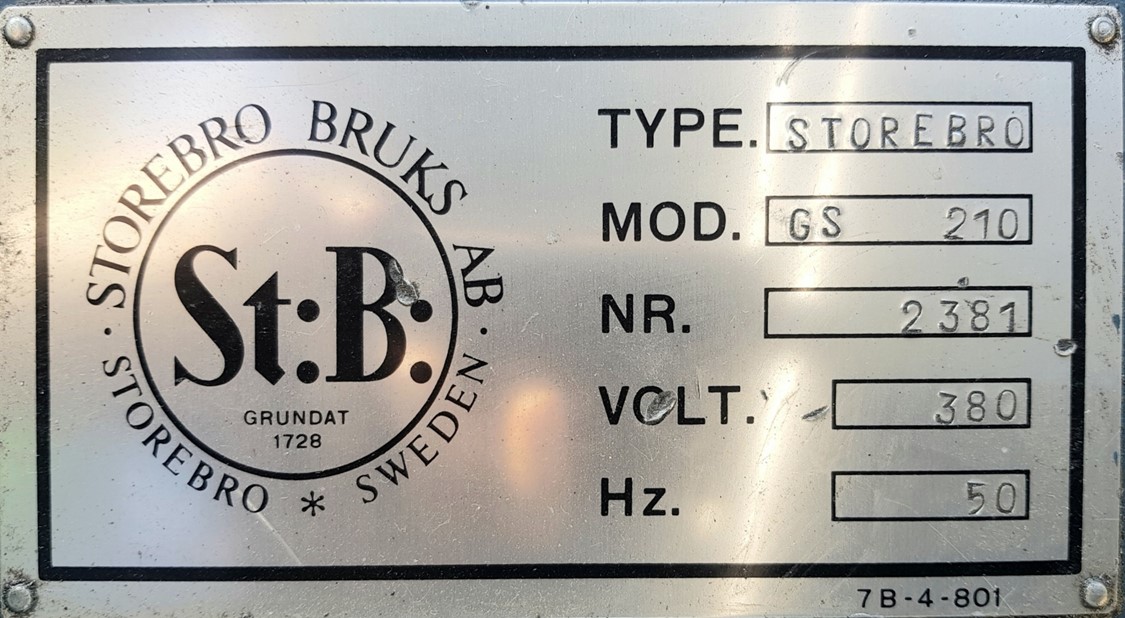 STOREBRO BRUKS AB
St:B:
GRUNDAT
1728
· STOREBRO * SWEDEN ·
TYPE. STOREBRO
MOD. GS 210
NR. 2381
VOLT. 380
Hz. 50
7B-4-801